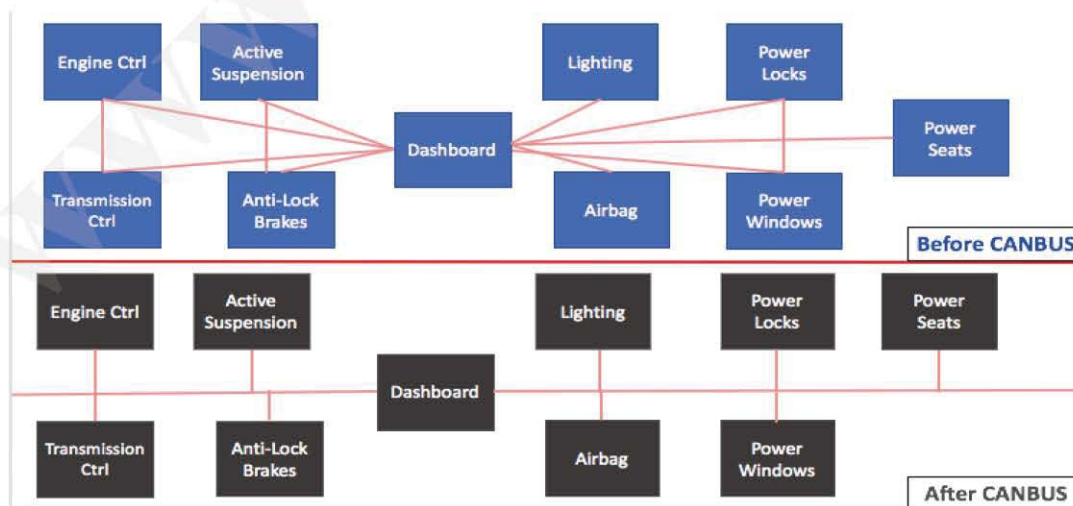 Engine Ctrl
Active
Suspension
Lighting
Power
Locks
Dashboard
Power
Seats
Transmission
Ctrl
Anti-Lock
Brakes
Airbag
Power
Windows
Before CANBUS
Engine Ctrl
Active
Suspension
Lighting
Power
Locks
Power
Seats
Dashboard
Transmission
Ctrl
Anti-Lock
Brakes
Airbag
Power
Windows
After CANBUS